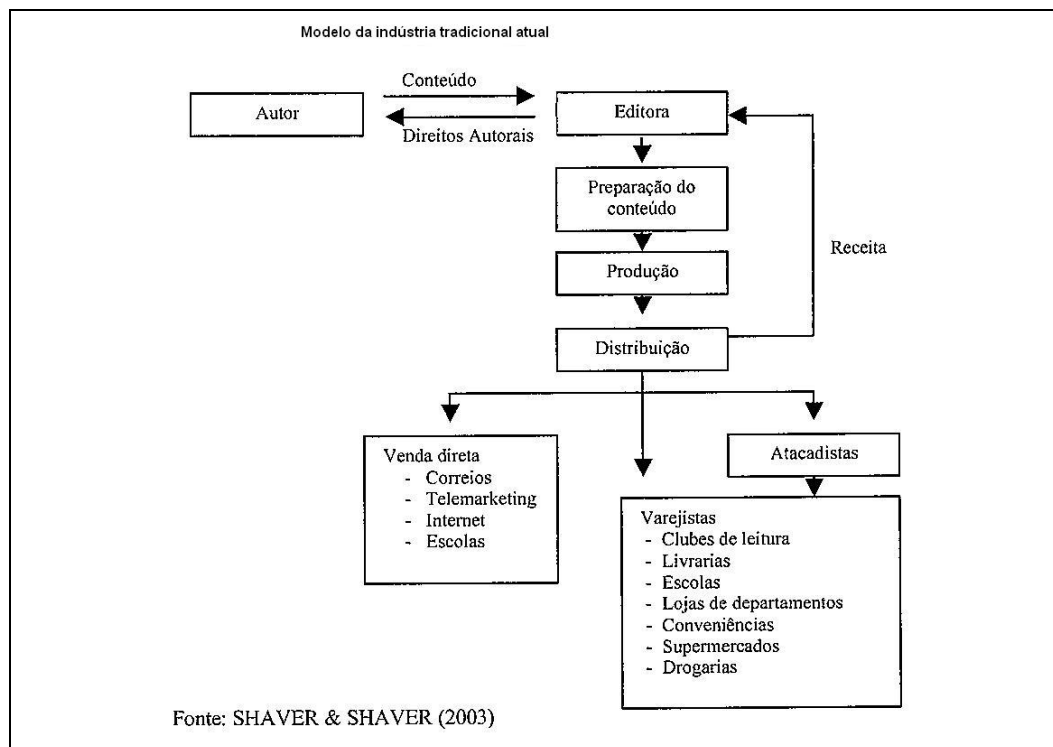 Modelo da indústria tradicional atual
Conteúdo
Autor
Direitos Autorais
Editora
Preparação do
conteúdo
Produção
Receita
Distribuição
Venda direta
- Correios
- Telemarketing
- Internet
- Escolas
Atacadistas
Varejistas
- Clubes de leitura
- Livrarias
- Escolas
- Lojas de departamentos
- Conveniências
- Supermercados
- Drogarias
Fonte: SHAVER & SHAVER (2003)